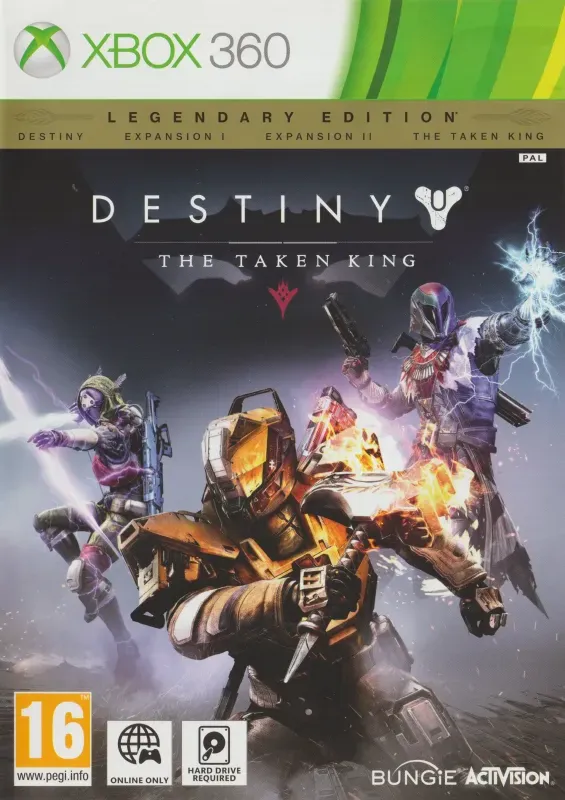 XBOX 360
LEGENDARY EDITION
DESTINY EXPANSION I EXPANSION II THE TAKEN KING
PAL
DESTINY
THE TAKEN KING
16
www.pegi.info
ONLINE ONLY
HARD DRIVE
REQUIRED
BUNGiE ACTIVISION